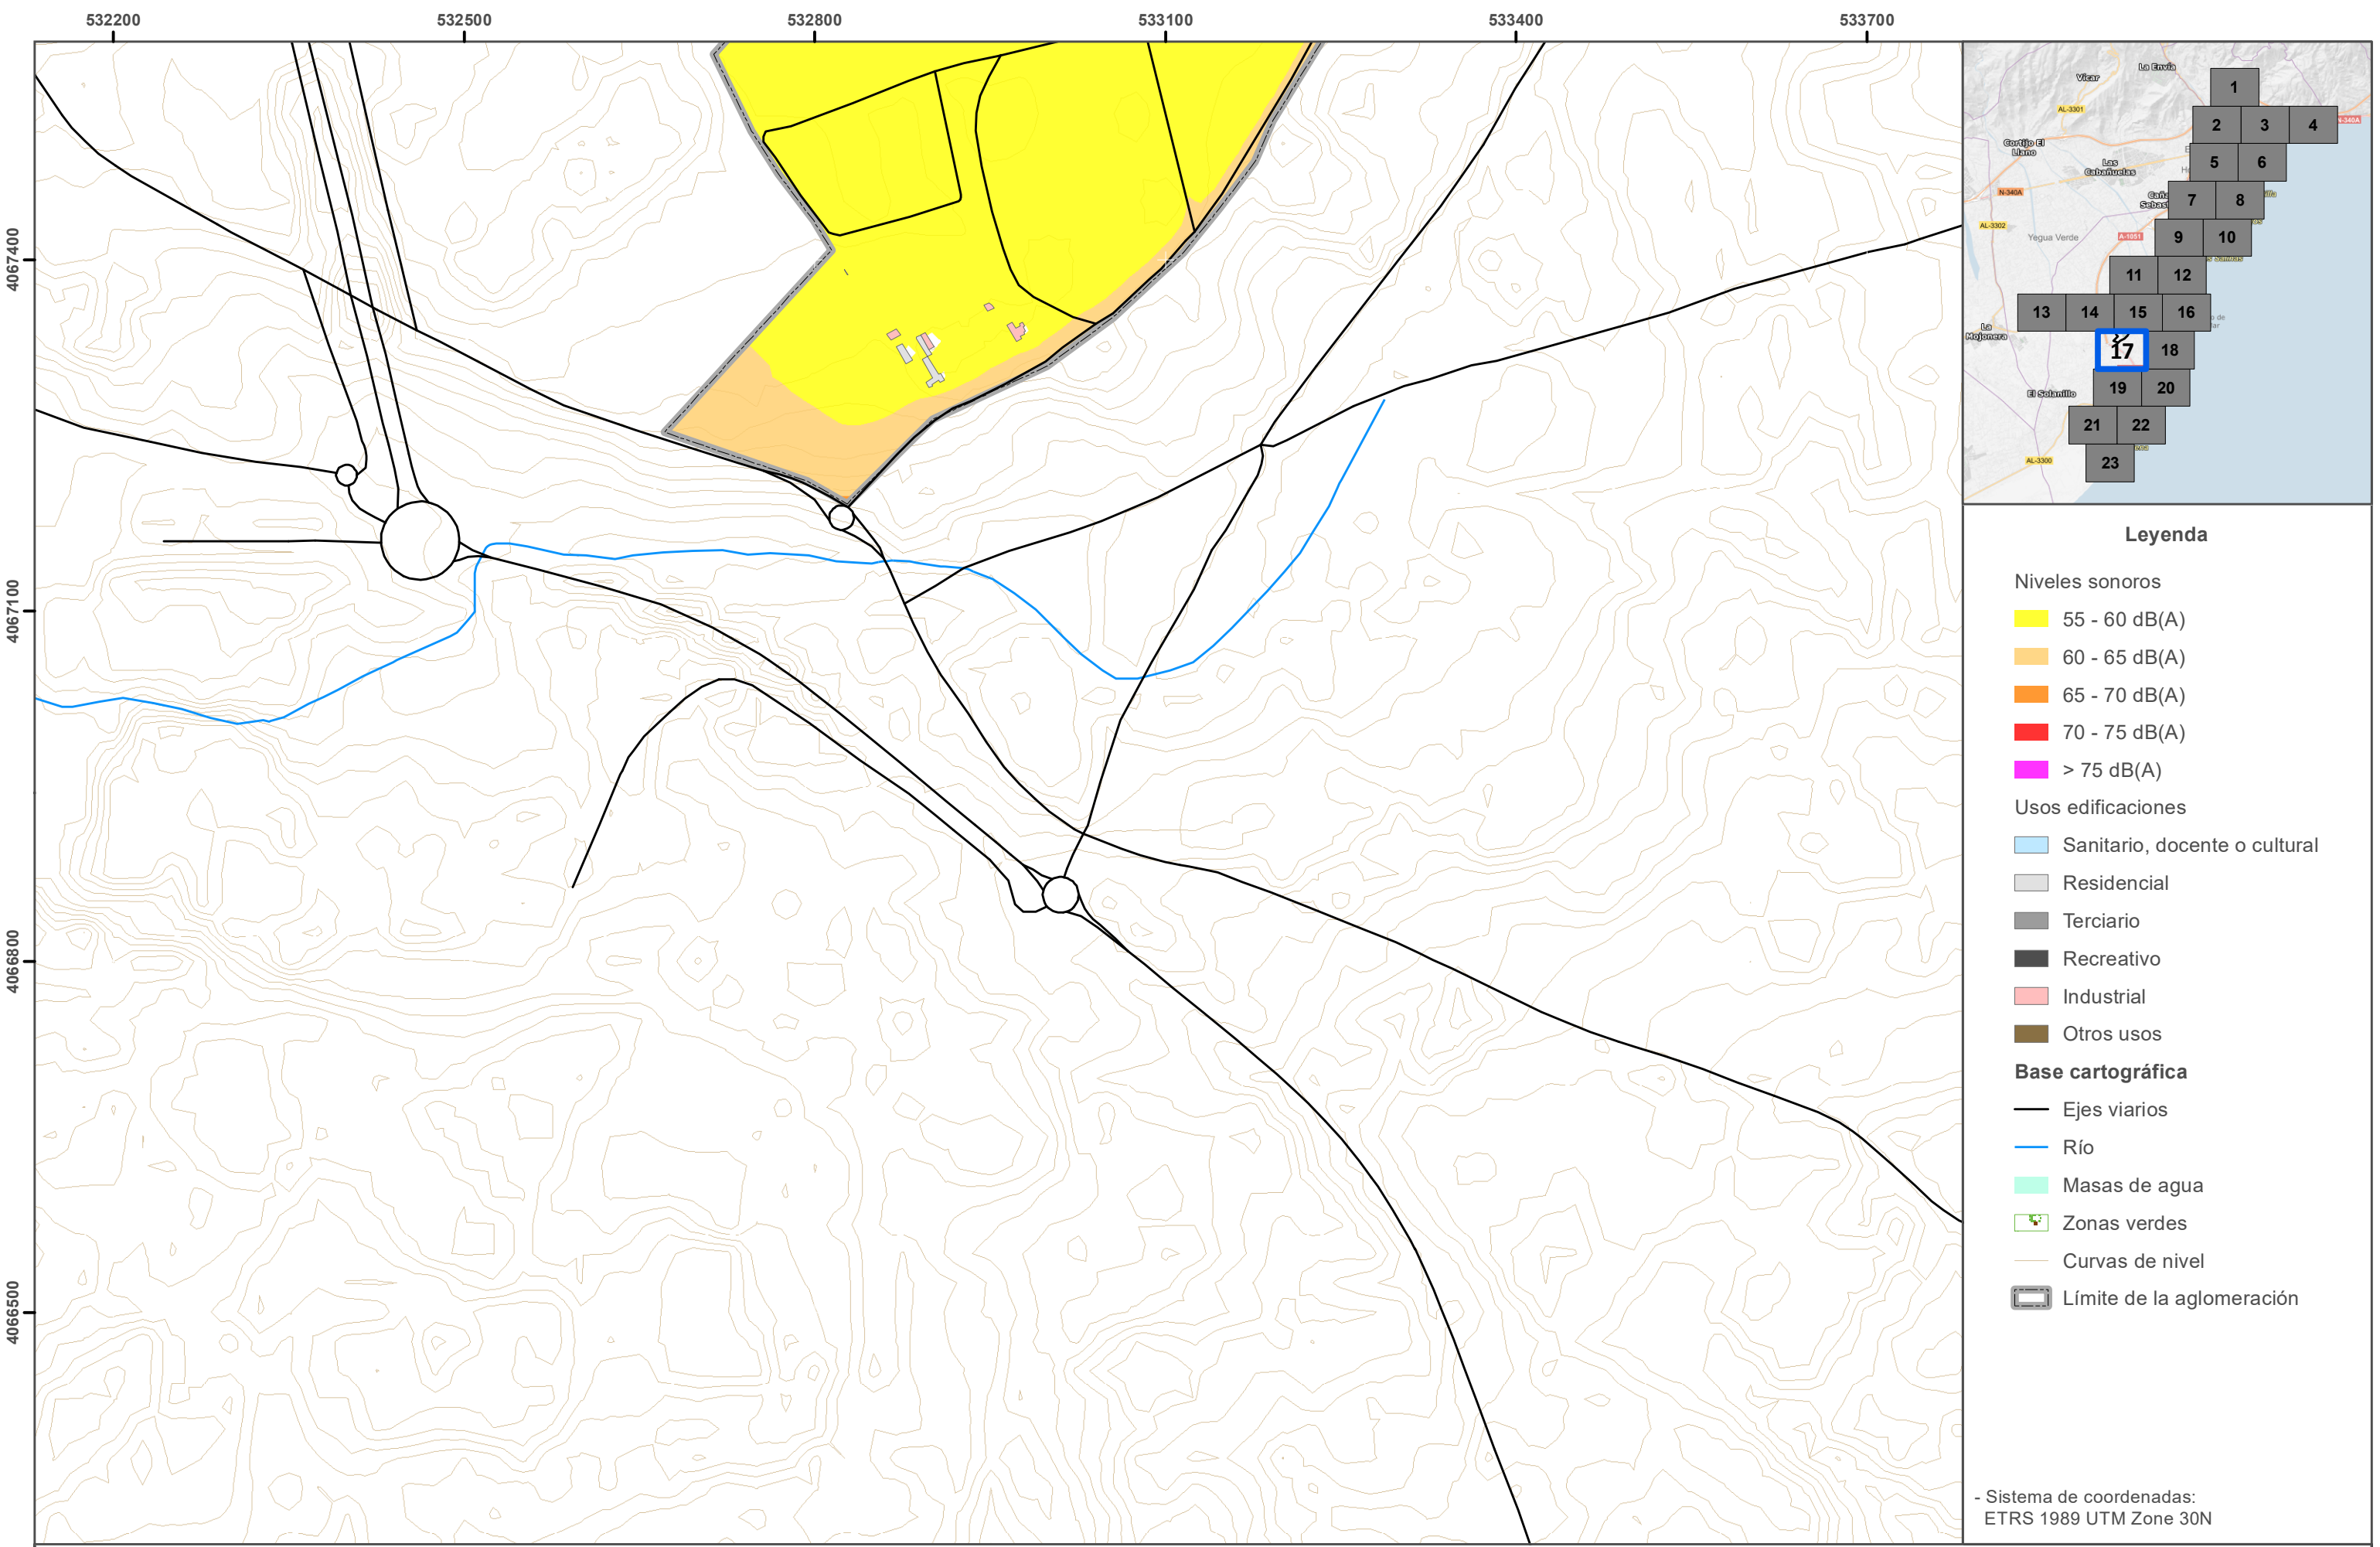 532200
532500
532800
533100
533400
533700
4067400
4067100
4066800
4066500
La Envía
Vícar
AL-3301
N-340A
Cortijo El
Llano
Las
Cabañuelas
N-340A
AL-3302
Yegua Verde
A-1051
La
Mojonera
El Solanillo
AL-3300
1
2
3
4
5
6
7
8
9
10
11
12
13
14
15
16
17
18
19
20
21
22
23
Leyenda
Niveles sonoros
55 - 60 dB(A)
60 - 65 dB(A)
65 - 70 dB(A)
70 - 75 dB(A)
> 75 dB(A)
Usos edificaciones
Sanitario, docente o cultural
Residencial
Terciario
Recreativo
Industrial
Otros usos
Base cartográfica
Ejes viarios
Río
Masas de agua
Zonas verdes
Curvas de nivel
Límite de la aglomeración
- Sistema de coordenadas:
ETRS 1989 UTM Zone 30N